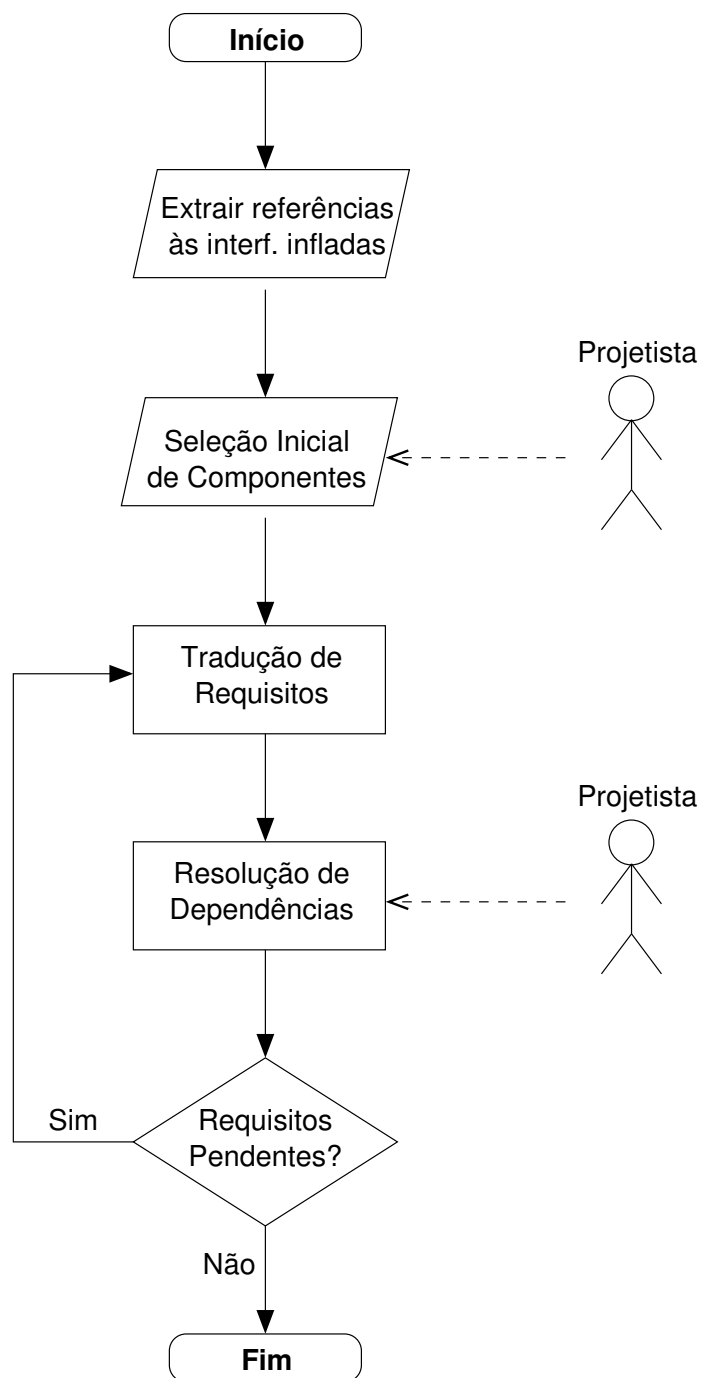 Início
Extrair referências
às interf. infladas
Projetista
Seleção Inicial
de Componentes
Tradução de
Requisitos
Projetista
Resolução de
Dependências
Sim
Requisitos
Pendentes?
Não
Fim